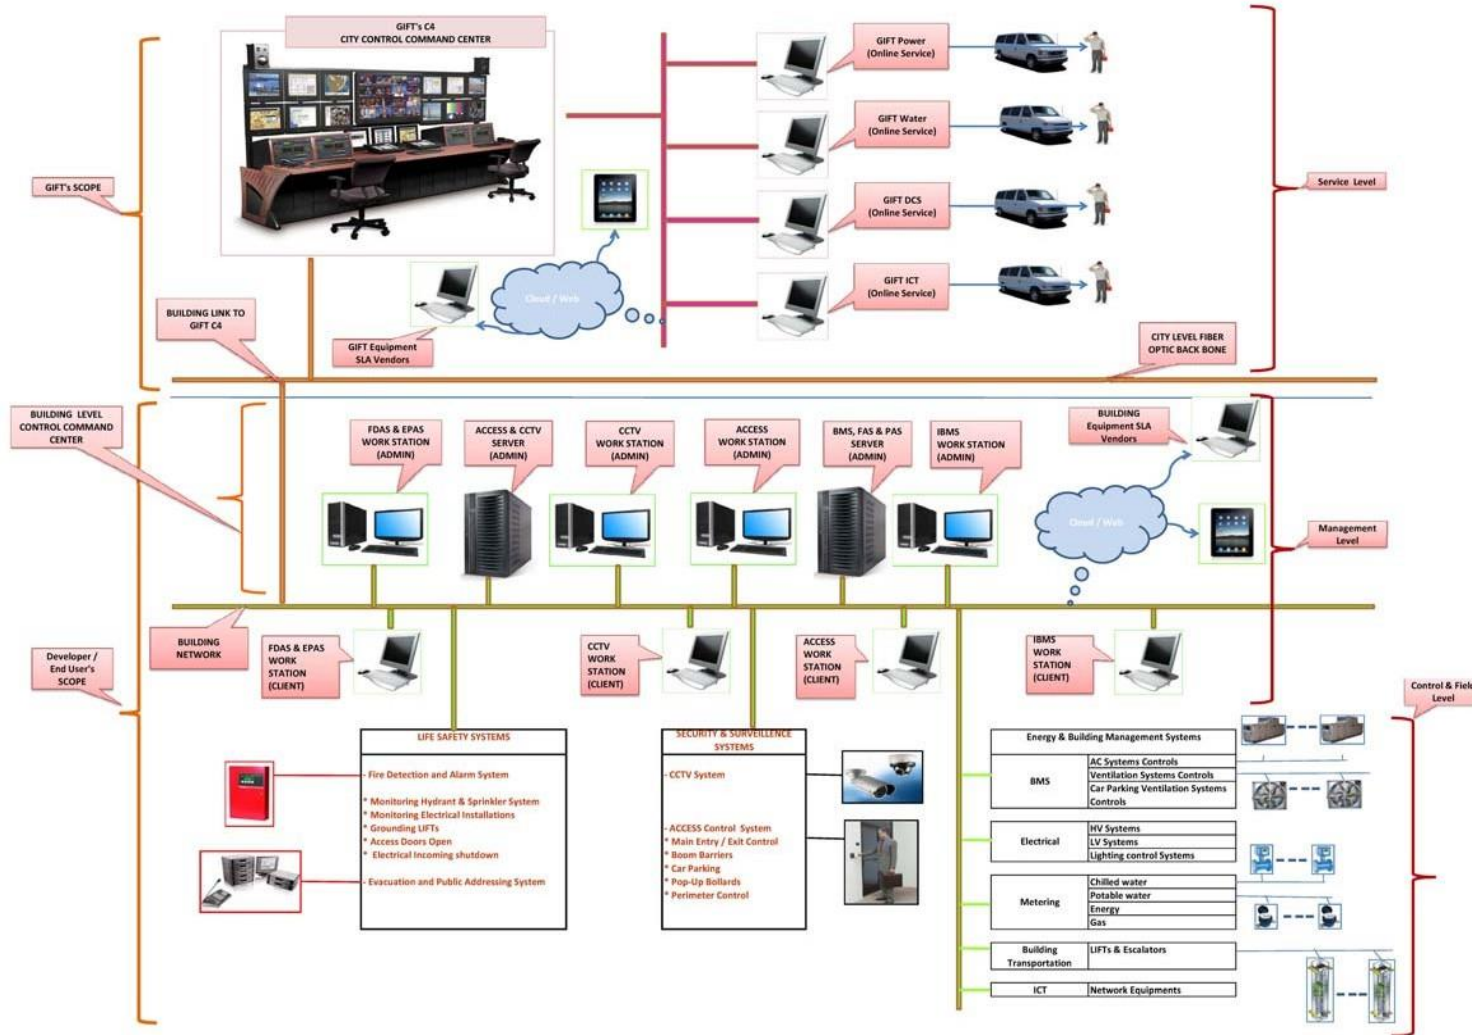 GIFT's C4
CITY CONTROL COMMAND CENTER
GIFT Power
(Online Service)
GIFT Water
(Online Service)
GIFT DCS
(Online Service)
GIFT ICT
(Online Service)
GIFT's SCOPE
Service Level
Cloud / Web
BUILDING LINK TO
GIFT C4
GIFT Equipment
SLA Vendors
CITY LEVEL FIBER
OPTIC BACK BONE
BUILDING LEVEL
CONTROL COMMAND
CENTER
FDAS & EPAS
WORK STATION
(ADMIN)
ACCESS & CCTV
SERVER
(ADMIN)
CCTV
WORK STATION
(ADMIN)
ACCESS
WORK STATION
(ADMIN)
BMS, FAS & PAS
SERVER
(ADMIN)
IBMS
WORK STATION
(ADMIN)
BUILDING
Equipment SLA
Vendors
Cloud / Web
Management
Level
BUILDING
NETWORK
FDAS & EPAS
WORK
STATION
(CLIENT)
CCTV
WORK
STATION
(CLIENT)
ACCESS
WORK
STATION
(CLIENT)
IBMS
WORK
STATION
(CLIENT)
Developer /
End User's
SCOPE
Control & Field
Level
LIFE SAFETY SYSTEMS
- Fire Detection and Alarm System
* Monitoring Hydrant & Sprinkler System
* Monitoring Electrical Installations
* Grounding LIFTs
* Access Doors Open
* Electrical Incoming shutdown
- Evacuation and Public Addressing System
SECURITY & SURVEILLENCE
SYSTEMS
- CCTV System
- ACCESS Control System
* Main Entry / Exit Control
* Boom Barriers
* Car Parking
* Pop-Up Bollards
* Perimeter Control
Energy & Building Management Systems
BMS
AC Systems Controls
Ventilation Systems Controls
Car Parking Ventilation Systems
Controls
Electrical
HV Systems
LV Systems
Lighting control Systems
Metering
Chilled water
Potable water
Energy
Gas
Building
Transportation
LIFTs & Escalators
ICT
Network Equipments